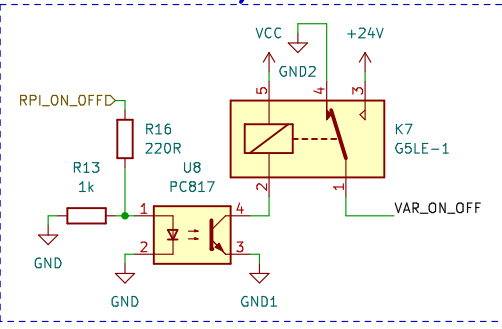 VCC
+24V
GND2
5
4
3
RPI_ON_OFF
R16
220R
K7
G5LE-1
R13
1k
U8
PC817
2
1
1
4
VAR_ON_OFF
2
3
GND
GND
GND1